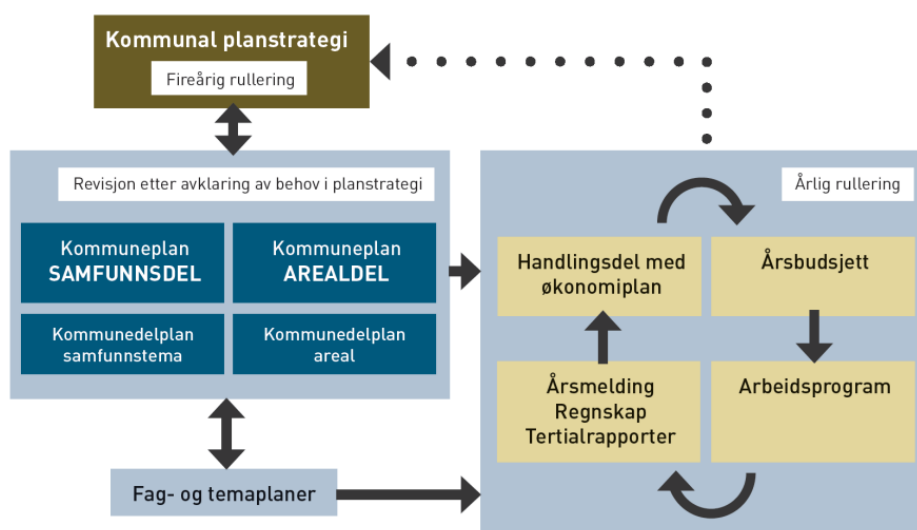 Kommunal planstrategi
Fireårig rullering
Revisjon etter avklaring av behov i planstrategi
Kommuneplan
SAMFUNNSDEL
Kommuneplan
AREALDEL
Kommunedelplan
samfunnstema
Kommunedelplan
areal
Fag- og temaplaner
Årlig rullering
Handlingsdel med
økonomiplan
Årsbudsjett
Årsmelding
Regnskap
Tertialrapporter
Arbeidsprogram